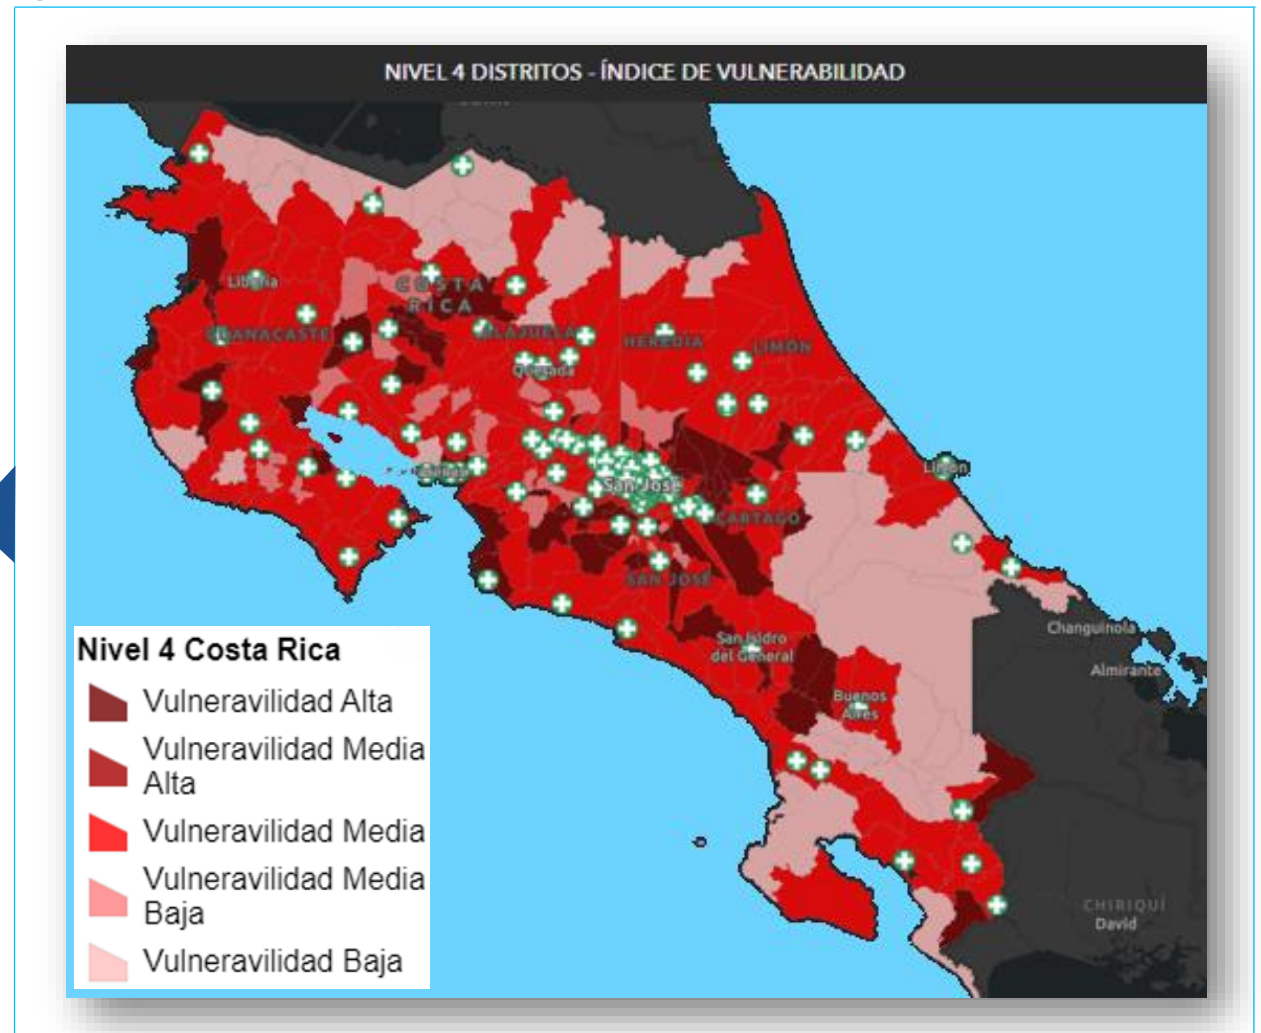 NIVEL 4 DISTRITOS - ÍNDICE DE VULNERABILIDAD
Liberia
COSTA
RICA
GUANACASTE
ALAJUELA
HEREDIA
LIMÓN
Quesada
Limón
San José
CARTAGO
SAN JOSÉ
San Isidro
del General
Buenos
Aires
Changuinola
Almirante
CHIRIQUÍ
David
Nivel 4 Costa Rica
Vulneravilidad Alta
Vulneravilidad Media
Alta
Vulneravilidad Media
Vulneravilidad Media
Baja
Vulneravilidad Baja